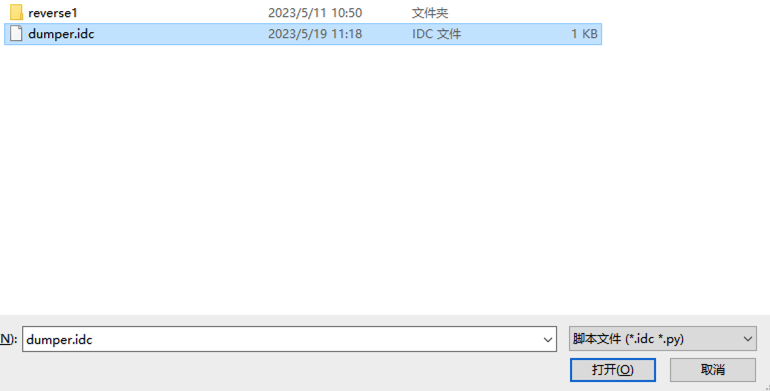 reverse1 2023/5/11 10:50 文件夹
dumper.idc 2023/5/19 11:18 IDC 文件 1 KB
N): dumper.idc 脚本文件 (*.idc *.py)
打开(O) 取消